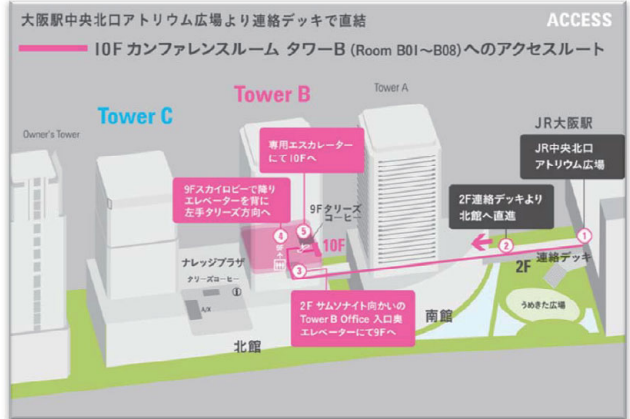 大阪駅中央北口アトリウム広場より連絡デッキで直結
ACCESS
10F カンファレンスルーム タワーB (Room B01～B08) へのアクセスルート
Owner's Tower
Tower C
Tower B
Tower A
JR大阪駅
JR中央北口
アトリウム広場
専用エスカレーター
にて10Fへ
9Fスカイロビーで降り
エレベーターを背に
左手タリーズ方向へ
9Fタリーズ
コーヒー
2F連絡デッキより
北館へ直進
4
5
10F
9F
3
2
1
2F
連絡デッキ
ナレッジプラザ
タリーズコーヒー
うめきた広場
2F サムソナイト向かいの
Tower B Office 入口奥
エレベーターにて9Fへ
南館
北館